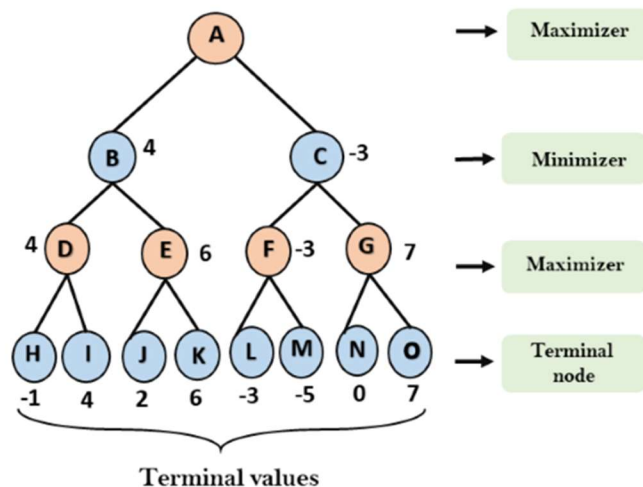 A
Maximizer
B 4
C -3
Minimizer
4 D
E 6
F -3
G 7
Maximizer
H I J K L M N O
Terminal
node
-1 4 2 6 -3 -5 0 7
Terminal values